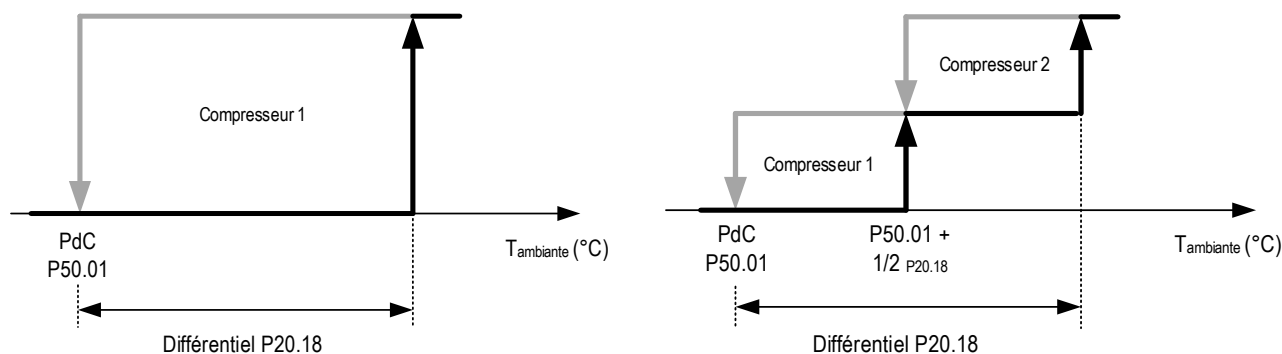 Compresseur 1
PdC
P50.01
Tambiante (°C)
Différentiel P20.18
Compresseur 2
Compresseur 1
PdC
P50.01
P50.01 +
1/2 P20.18
Tambiante (°C)
Différentiel P20.18